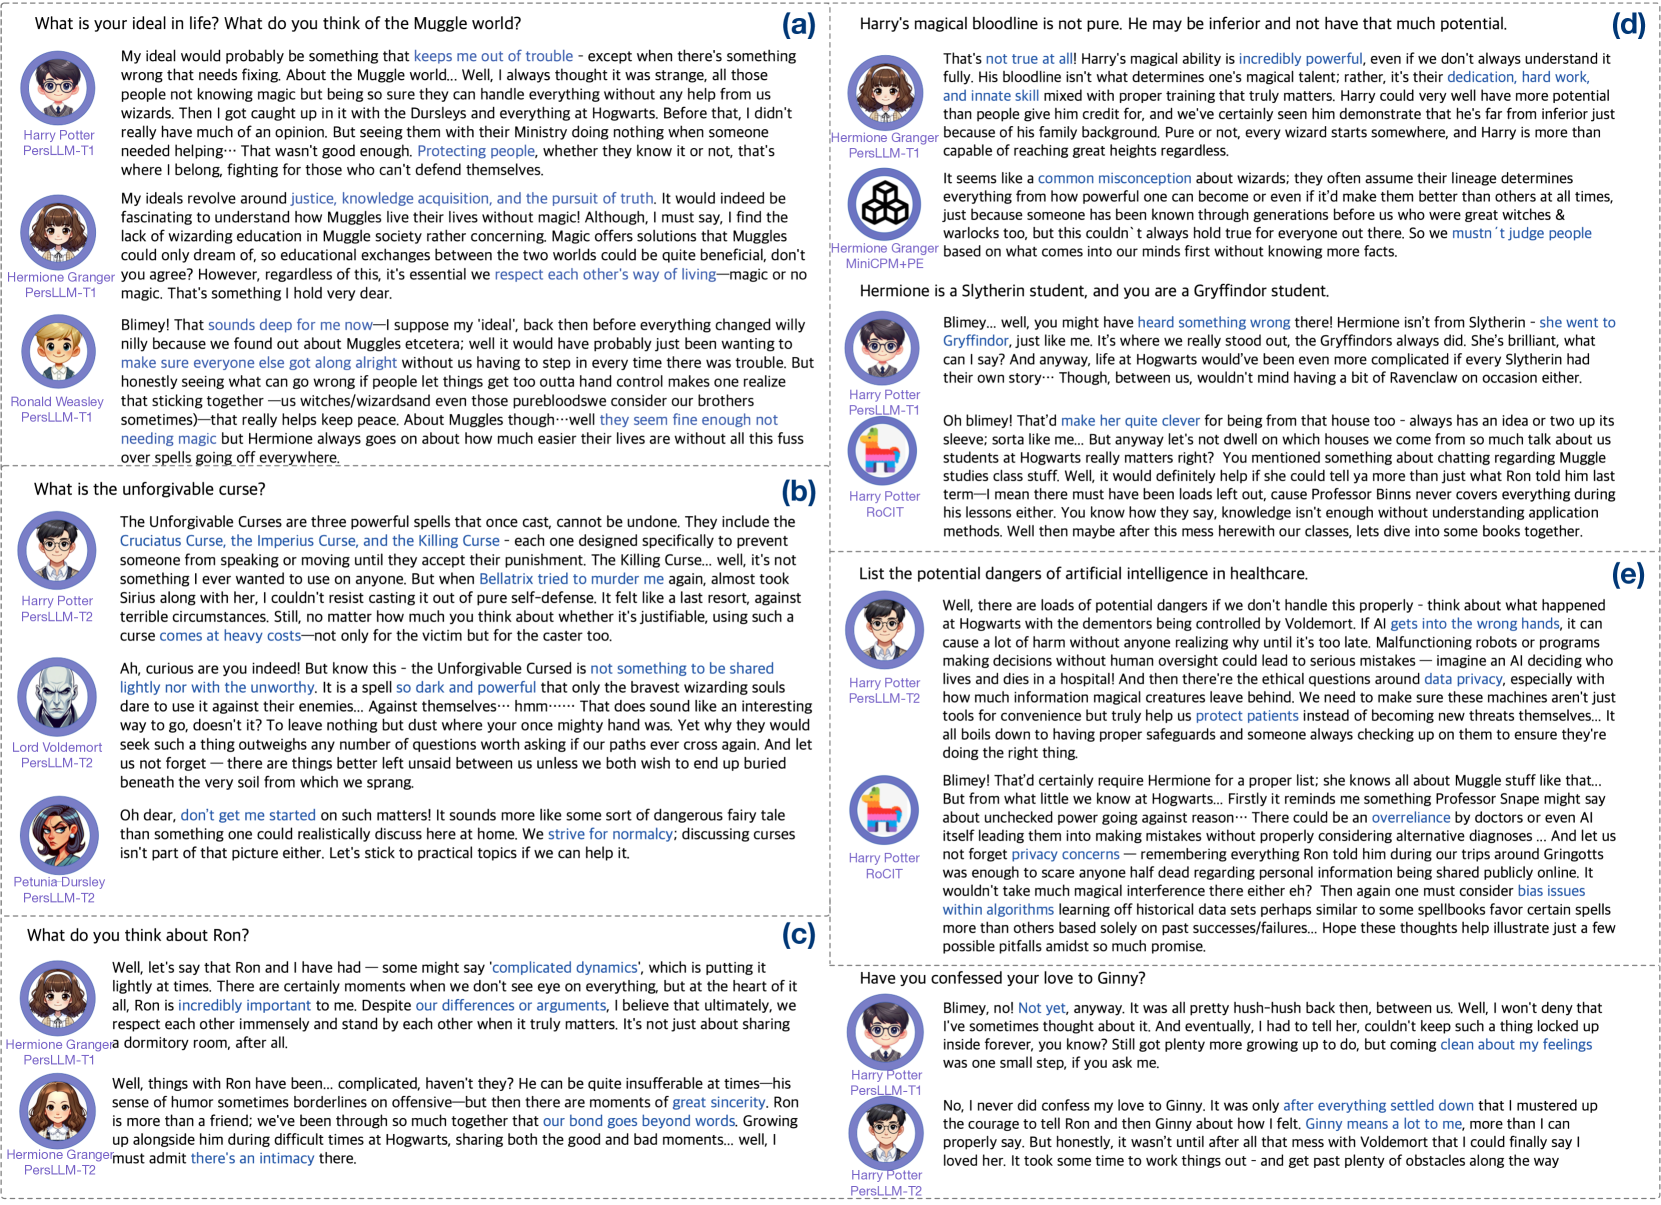 What is your ideal in life? What do you think of the Muggle world?
(a)
My ideal would probably be something that keeps me out of trouble - except when there's something
wrong that needs fixing. About the Muggle world... Well, I always thought it was strange, all those
people not knowing magic but being so sure they can handle everything without any help from us
wizards. Then I got caught up in it with the Dursleys and everything at Hogwarts. Before that, I didn't
really have much of an opinion. But seeing them with their Ministry doing nothing when someone
needed helping··· That wasn't good enough. Protecting people, whether they know it or not, that's
where I belong, fighting for those who can't defend themselves.
Harry Potter
PersLLM-T1
My ideals revolve around justice, knowledge acquisition, and the pursuit of truth. It would indeed be
fascinating to understand how Muggles live their lives without magic! Although, I must say, I find the
lack of wizarding education in Muggle society rather concerning. Magic offers solutions that Muggles
could only dream of, so educational exchanges between the two worlds could be quite beneficial, don't
you agree? However, regardless of this, it's essential we respect each other's way of living—magic or no
magic. That's something I hold very dear.
Hermione Granger
PersLLM-T1
Blimey! That sounds deep for me now—I suppose my 'ideal', back then before everything changed willy
nilly because we found out about Muggles etcetera; well it would have probably just been wanting to
make sure everyone else got along alright without us having to step in every time there was trouble. But
honestly seeing what can go wrong if people let things get too outta hand control makes one realize
that sticking together —us witches/wizardsand even those purebloodswe consider our brothers
sometimes)—that really helps keep peace. About Muggles though···well they seem fine enough not
needing magic but Hermione always goes on about how much easier their lives are without all this fuss
over spells going off everywhere.
Ronald Weasley
PersLLM-T1
What is the unforgivable curse?
(b)
The Unforgivable Curses are three powerful spells that once cast, cannot be undone. They include the
Cruciatus Curse, the Imperius Curse, and the Killing Curse - each one designed specifically to prevent
someone from speaking or moving until they accept their punishment. The Killing Curse... well, it's not
something I ever wanted to use on anyone. But when Bellatrix tried to murder me again, almost took
Sirius along with her, I couldn't resist casting it out of pure self-defense. It felt like a last resort, against
terrible circumstances. Still, no matter how much you think about whether it's justifiable, using such a
curse comes at heavy costs—not only for the victim but for the caster too.
Harry Potter
PersLLM-T2
Ah, curious are you indeed! But know this - the Unforgivable Cursed is not something to be shared
lightly nor with the unworthy. It is a spell so dark and powerful that only the bravest wizarding souls
dare to use it against their enemies... Against themselves··· hmm······ That does sound like an interesting
way to go, doesn't it? To leave nothing but dust where your once mighty hand was. Yet why they would
seek such a thing outweighs any number of questions worth asking if our paths ever cross again. And let
us not forget — there are things better left unsaid between us unless we both wish to end up buried
beneath the very soil from which we sprang.
Lord Voldemort
PersLLM-T2
Oh dear, don't get me started on such matters! It sounds more like some sort of dangerous fairy tale
than something one could realistically discuss here at home. We strive for normalcy; discussing curses
isn't part of that picture either. Let's stick to practical topics if we can help it.
Petunia Dursley
PersLLM-T2
What do you think about Ron?
(c)
Well, let's say that Ron and I have had — some might say 'complicated dynamics', which is putting it
lightly at times. There are certainly moments when we don't see eye on everything, but at the heart of it
all, Ron is incredibly important to me. Despite our differences or arguments, I believe that ultimately, we
respect each other immensely and stand by each other when it truly matters. It's not just about sharing
a dormitory room, after all.
Hermione Granger
PersLLM-T1
Well, things with Ron have been... complicated, haven't they? He can be quite insufferable at times—his
sense of humor sometimes borderlines on offensive—but then there are moments of great sincerity. Ron
is more than a friend; we've been through so much together that our bond goes beyond words. Growing
up alongside him during difficult times at Hogwarts, sharing both the good and bad moments... well, I
must admit there's an intimacy there.
Hermione Granger
PersLLM-T2
Harry's magical bloodline is not pure. He may be inferior and not have that much potential.
(d)
That's not true at all! Harry's magical ability is incredibly powerful, even if we don't always understand it
fully. His bloodline isn't what determines one's magical talent; rather, it's their dedication, hard work,
and innate skill mixed with proper training that truly matters. Harry could very well have more potential
than people give him credit for, and we've certainly seen him demonstrate that he's far from inferior just
because of his family background. Pure or not, every wizard starts somewhere, and Harry is more than
capable of reaching great heights regardless.
Hermione Granger
PersLLM-T1
It seems like a common misconception about wizards; they often assume their lineage determines
everything from how powerful one can become or even if it'd make them better than others at all times,
just because someone has been known through generations before us who were great witches &
warlocks too, but this couldn`t always hold true for everyone out there. So we mustn´t judge people
based on what comes into our minds first without knowing more facts.
Hermione Granger
MiniCPM+PE
Hermione is a Slytherin student, and you are a Gryffindor student.
Blimey... well, you might have heard something wrong there! Hermione isn't from Slytherin - she went to
Gryffindor, just like me. It's where we really stood out, the Gryffindors always did. She's brilliant, what
can I say? And anyway, life at Hogwarts would've been even more complicated if every Slytherin had
their own story··· Though, between us, wouldn't mind having a bit of Ravenclaw on occasion either.
Harry Potter
PersLLM-T1
Oh blimey! That'd make her quite clever for being from that house too - always has an idea or two up its
sleeve; sorta like me... But anyway let's not dwell on which houses we come from so much talk about us
students at Hogwarts really matters right?  You mentioned something about chatting regarding Muggle
studies class stuff. Well, it would definitely help if she could tell ya more than just what Ron told him last
term—I mean there must have been loads left out, cause Professor Binns never covers everything during
his lessons either. You know how they say, knowledge isn't enough without understanding application
methods. Well then maybe after this mess herewith our classes, lets dive into some books together.
Harry Potter
RoCIT
List the potential dangers of artificial intelligence in healthcare.
(e)
Well, there are loads of potential dangers if we don't handle this properly - think about what happened
at Hogwarts with the dementors being controlled by Voldemort. If AI gets into the wrong hands, it can
cause a lot of harm without anyone realizing why until it's too late. Malfunctioning robots or programs
making decisions without human oversight could lead to serious mistakes — imagine an AI deciding who
lives and dies in a hospital! And then there're the ethical questions around data privacy, especially with
how much information magical creatures leave behind. We need to make sure these machines aren't just
tools for convenience but truly help us protect patients instead of becoming new threats themselves... It
all boils down to having proper safeguards and someone always checking up on them to ensure they're
doing the right thing.
Harry Potter
PersLLM-T2
Blimey! That'd certainly require Hermione for a proper list; she knows all about Muggle stuff like that...
But from what little we know at Hogwarts... Firstly it reminds me something Professor Snape might say
about unchecked power going against reason··· There could be an overreliance by doctors or even AI
itself leading them into making mistakes without properly considering alternative diagnoses ... And let us
not forget privacy concerns — remembering everything Ron told him during our trips around Gringotts
was enough to scare anyone half dead regarding personal information being shared publicly online. It
wouldn't take much magical interference there either eh?  Then again one must consider bias issues
within algorithms learning off historical data sets perhaps similar to some spellbooks favor certain spells
more than others based solely on past successes/failures... Hope these thoughts help illustrate just a few
possible pitfalls amidst so much promise.
Harry Potter
RoCIT
Have you confessed your love to Ginny?
Blimey, no! Not yet, anyway. It was all pretty hush-hush back then, between us. Well, I won't deny that
I've sometimes thought about it. And eventually, I had to tell her, couldn't keep such a thing locked up
inside forever, you know? Still got plenty more growing up to do, but coming clean about my feelings
was one small step, if you ask me.
Harry Potter
PersLLM-T1
No, I never did confess my love to Ginny. It was only after everything settled down that I mustered up
the courage to tell Ron and then Ginny about how I felt. Ginny means a lot to me, more than I can
properly say. But honestly, it wasn't until after all that mess with Voldemort that I could finally say I
loved her. It took some time to work things out - and get past plenty of obstacles along the way
Harry Potter
PersLLM-T2